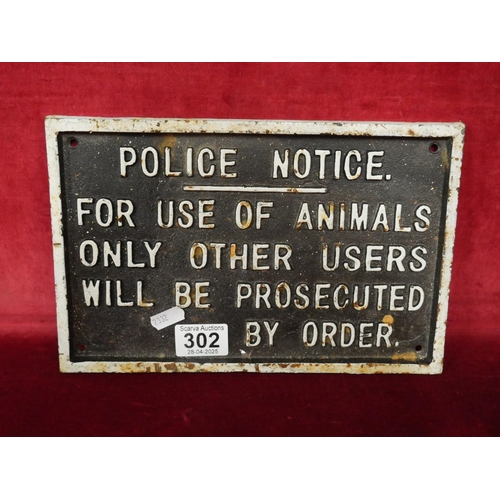 POLICE NOTICE.
FOR USE OF ANIMALS
ONLY OTHER USERS
WILL BE PROSECUTED
BY ORDER.
Scarva Auctions
302
28-04-2025